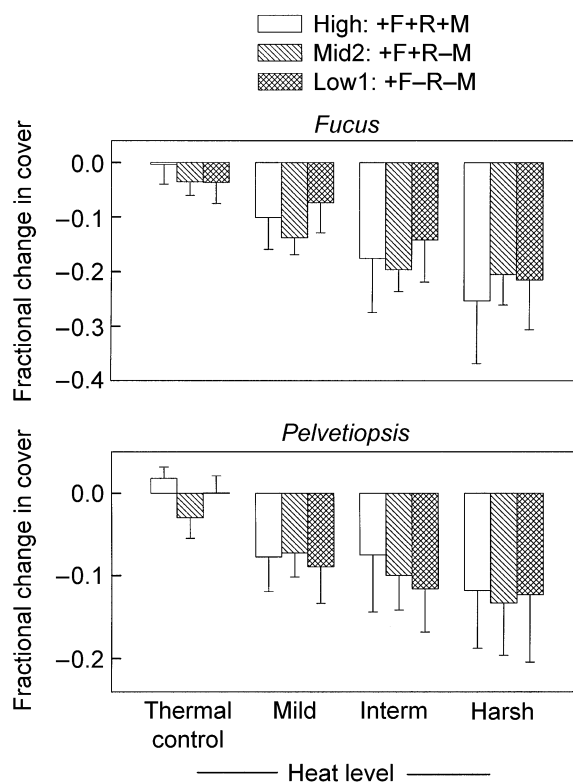 High: +F+R+M
Mid2: +F+R–M
Low1: +F–R–M
Fucus
Fractional change in cover
0.0
–0.1
–0.2
–0.3
–0.4
Pelvetiopsis
Fractional change in cover
0.0
–0.1
–0.2
Thermal control
Mild
Interm
Harsh
Heat level